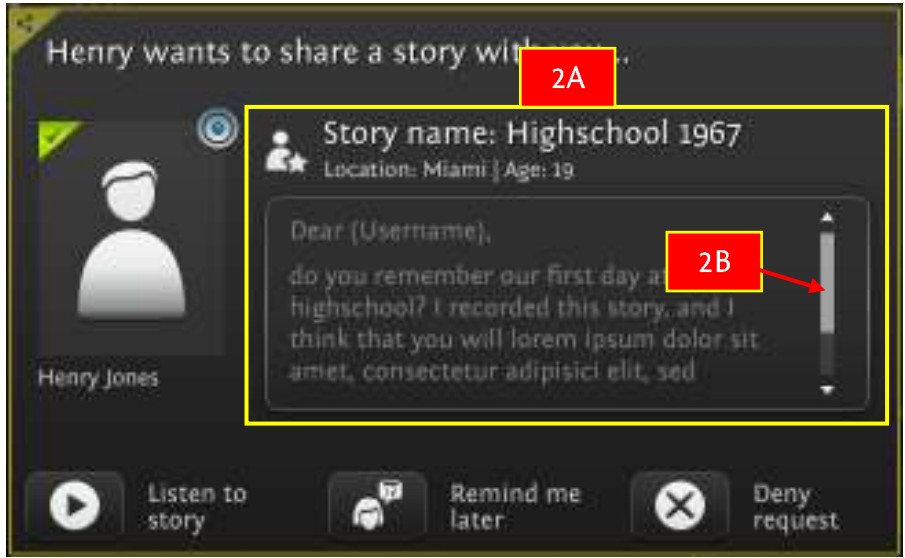 Henry wants to share a story with
2A
Story name: Highschool 1967
Location: Miami | Age: 19
Dear (Username),
do you remember our first day
2B
highschool? I recorded this story, and I
think that you will lorem ipsum dolor sit
amet, consectetur adipisici elit, sed
Henry Jones
Listen to
story
Remind me
later
Deny
request